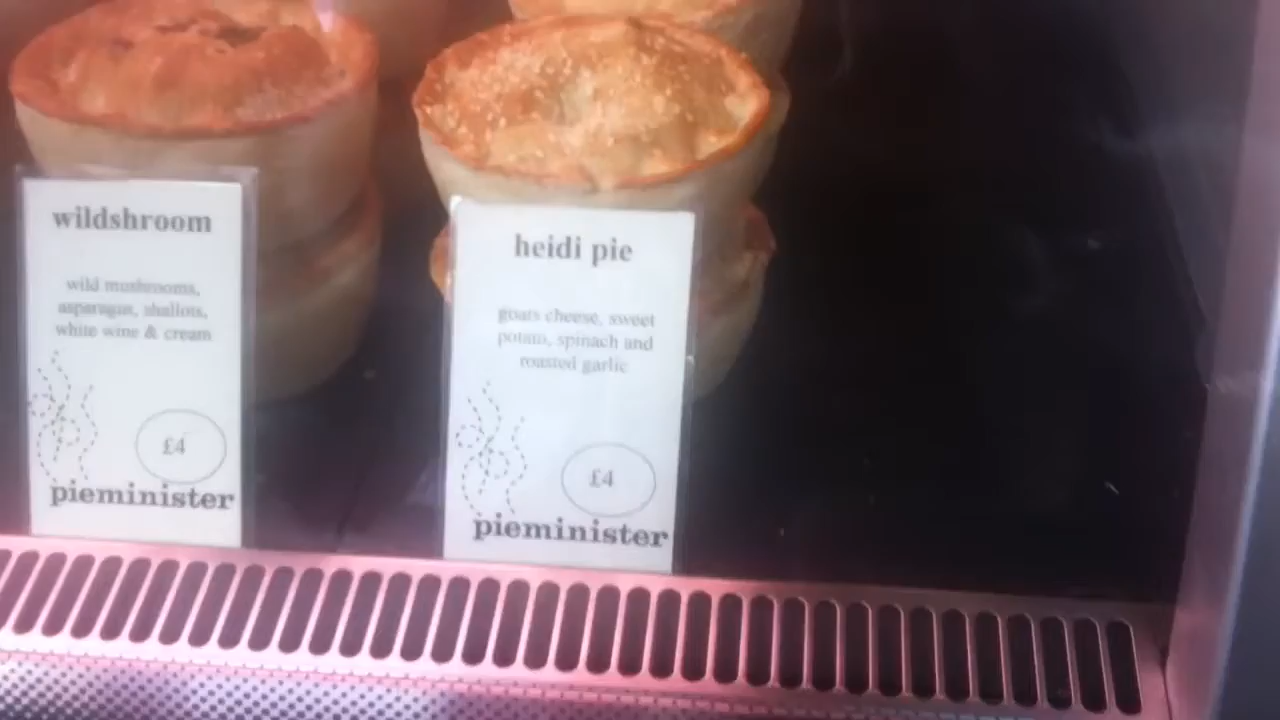 wildshroom
wild mushrooms,
asparagus, shallots,
white wine & cream
£4
pieminister
heidi pie
goats cheese, sweet
potato, spinach and
roasted garlic
£4
pieminister